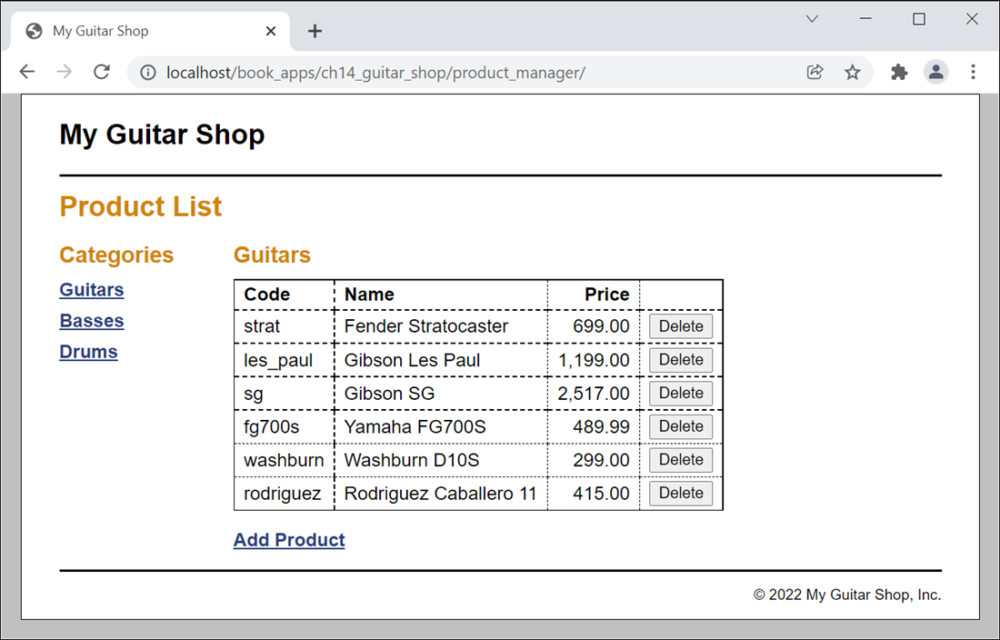 My Guitar Shop
localhost/book_apps/ch14_guitar_shop/product_manager/
My Guitar Shop
Product List
Categories
Guitars
Basses
Drums
Guitars
Code Name Price
strat Fender Stratocaster 699.00 Delete
les_paul Gibson Les Paul 1,199.00 Delete
sg Gibson SG 2,517.00 Delete
fg700s Yamaha FG700S 489.99 Delete
washburn Washburn D10S 299.00 Delete
rodriguez Rodriguez Caballero 11 415.00 Delete
Add Product
© 2022 My Guitar Shop, Inc.